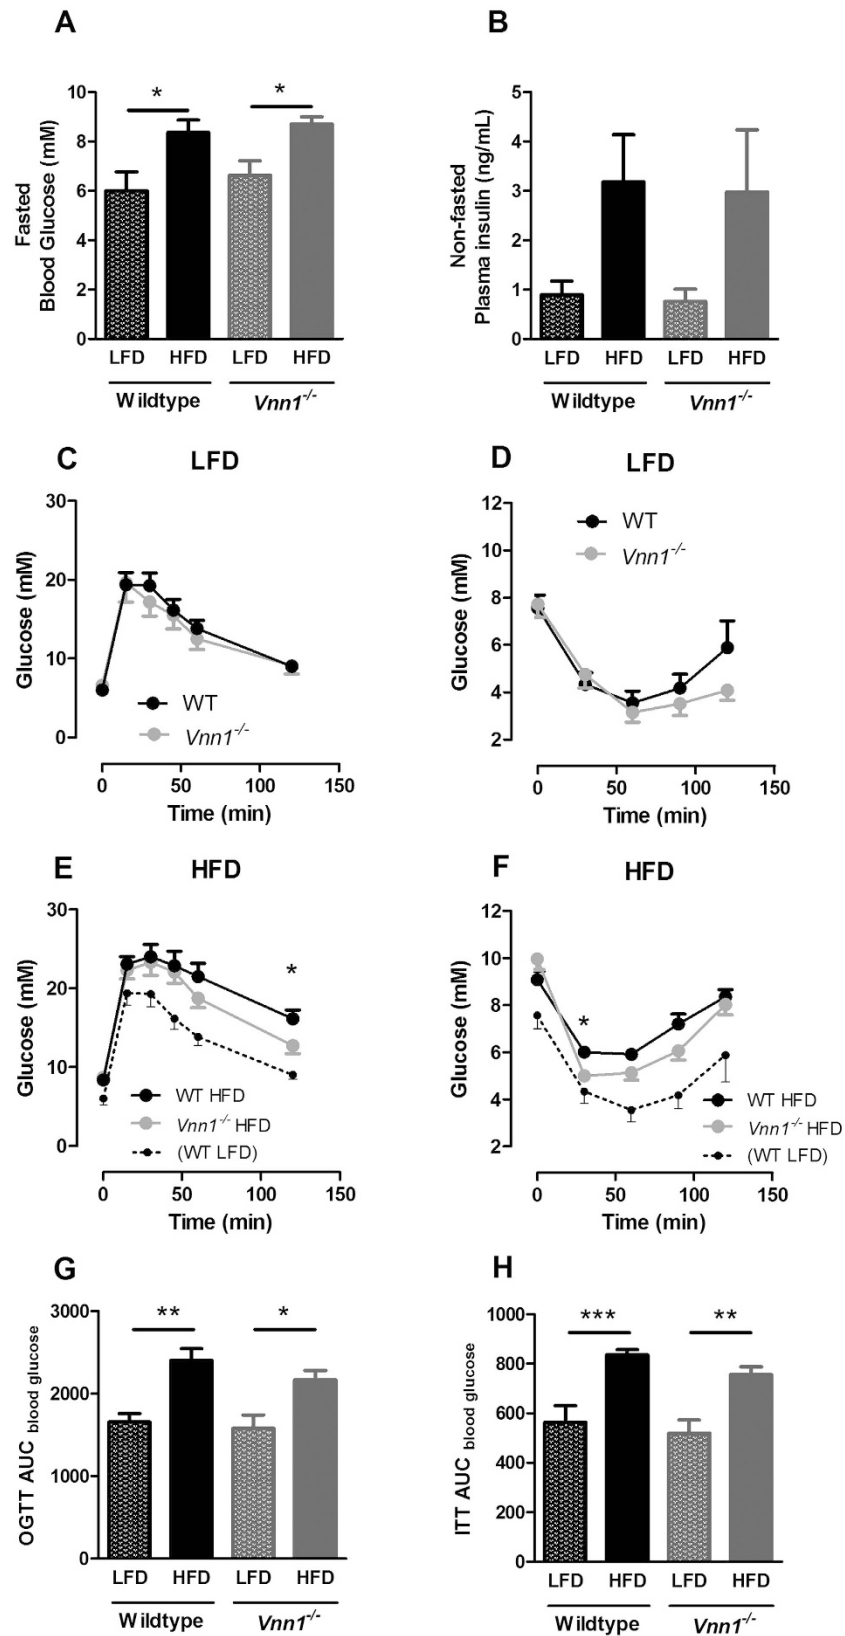 A
Fasted
Blood Glucose (mM)
10
8
6
4
2
0
*
*
LFD HFD LFD HFD
Wildtype Vnn1-/-
B
Non-fasted
Plasma insulin (ng/mL)
5
4
3
2
1
0
LFD HFD LFD HFD
Wildtype Vnn1-/-
C LFD
Glucose (mM)
30
20
10
0
WT
Vnn1-/-
0 50 100 150
Time (min)
D LFD
Glucose (mM)
12
10
8
6
4
2
WT
Vnn1-/-
0 50 100 150
Time (min)
E HFD
Glucose (mM)
30
20
10
0
*
WT HFD
Vnn1-/- HFD
(WT LFD)
0 50 100 150
Time (min)
F HFD
Glucose (mM)
12
10
8
6
4
2
*
WT HFD
Vnn1-/- HFD
(WT LFD)
0 50 100 150
Time (min)
G
OGTT AUC blood glucose
3000
2000
1000
0
**
*
LFD HFD LFD HFD
Wildtype Vnn1-/-
H
ITT AUC blood glucose
1000
800
600
400
200
0
***
**
LFD HFD LFD HFD
Wildtype Vnn1-/-